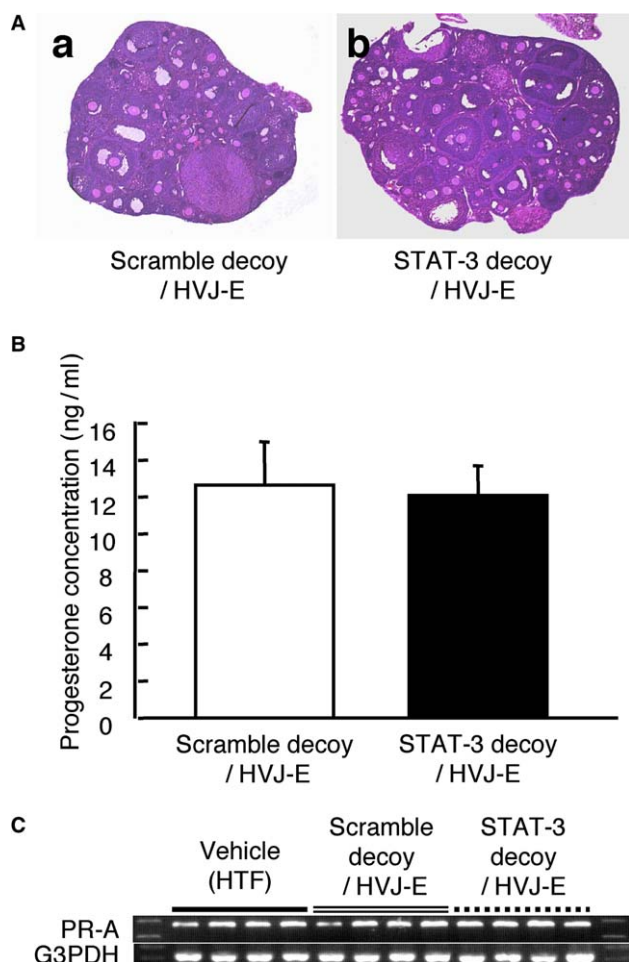 A
a
b
Scramble decoy
/ HVJ-E
STAT-3 decoy
/ HVJ-E
B
Progesterone concentration (ng / ml)
16
14
12
10
8
6
4
2
0
Scramble decoy
/ HVJ-E
STAT-3 decoy
/ HVJ-E
C
Vehicle
(HTF)
Scramble
decoy
/ HVJ-E
STAT-3
decoy
/ HVJ-E
PR-A
G3PDH